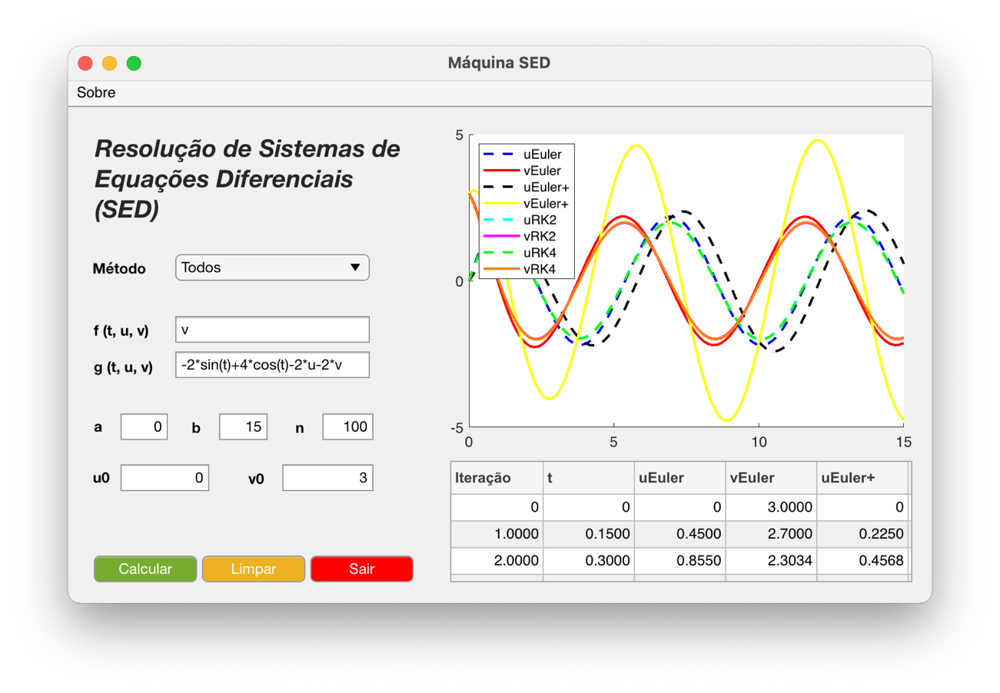 Máquina SED
Sobre
Resolução de Sistemas de
Equações Diferenciais
(SED)
Método Todos
f (t, u, v) v
g (t, u, v) -2*sin(t)+4*cos(t)-2*u-2*v
a 0 b 15 n 100
u0 0 v0 3
Calcular Limpar Sair
5
0
-5
0 5 10 15
uEuler
vEuler
uEuler+
vEuler+
uRK2
vRK2
uRK4
vRK4
Iteração t uEuler vEuler uEuler+
0 0 0 3.0000 0
1.0000 0.1500 0.4500 2.7000 0.2250
2.0000 0.3000 0.8550 2.3034 0.4568